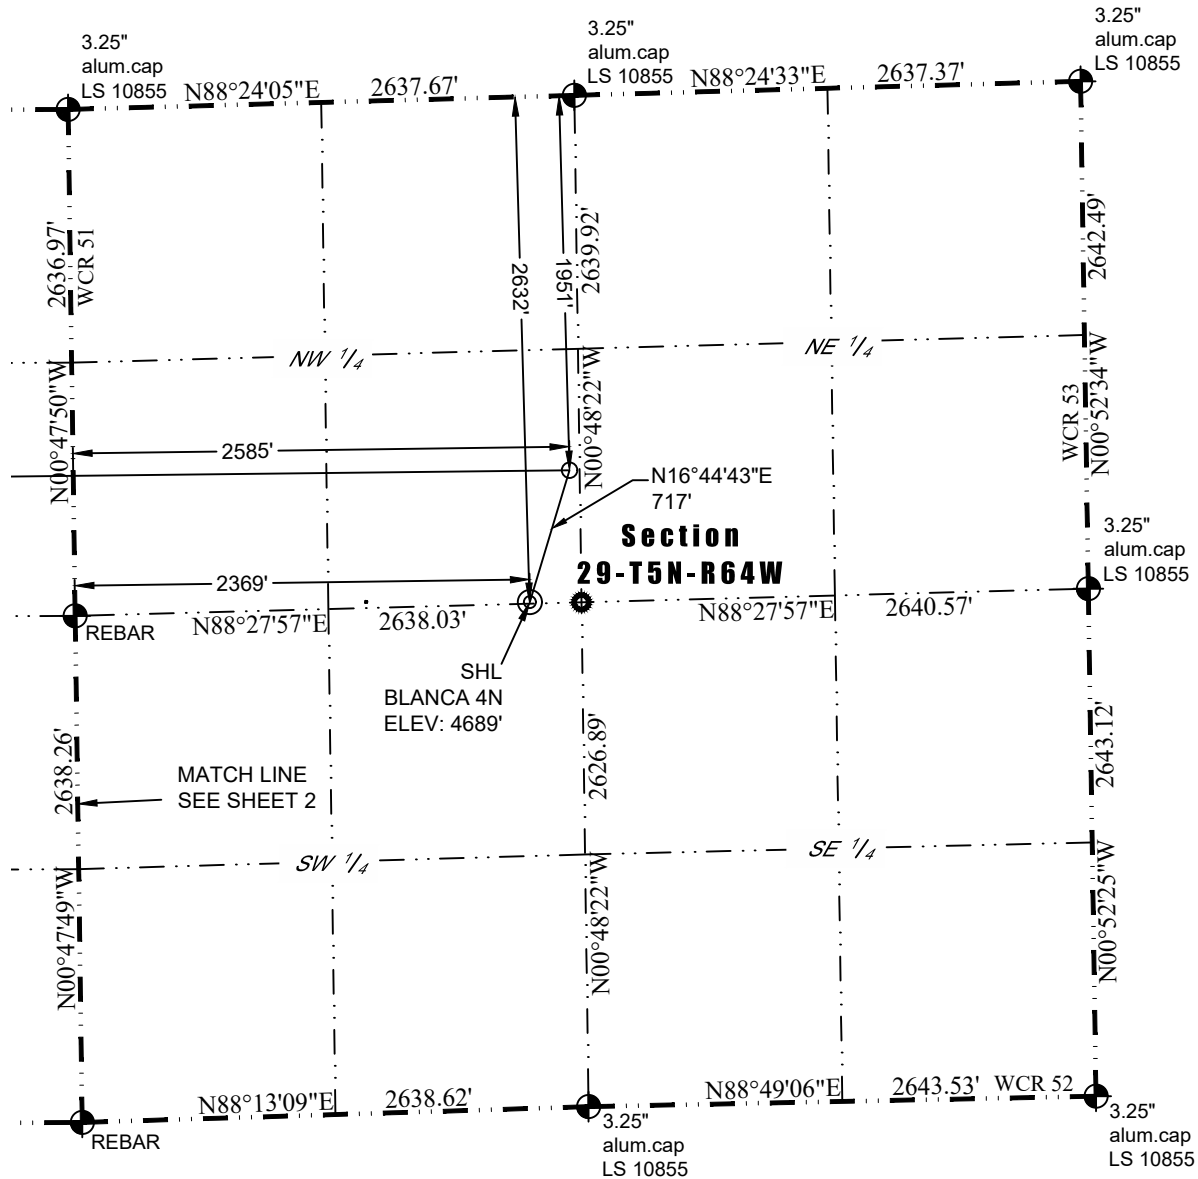 3.25"
alum.cap
LS 10855
3.25"
alum.cap
LS 10855
3.25"
alum.cap
LS 10855
N88°24'05"E
2637.67'
N88°24'33"E
2637.37'
2636.97'
WCR 51
2632'
1951'
2639.92'
2642.49'
NW 1/4
NE 1/4
N00°47'50"W
N00°48'22"W
WCR 53
N00°52'34"W
2585'
N16°44'43"E
717'
Section
29-T5N-R64W
3.25"
alum.cap
LS 10855
2369'
REBAR
N88°27'57"E
2638.03'
N88°27'57"E
2640.57'
SHL
BLANCA 4N
ELEV: 4689'
2638.26'
MATCH LINE
SEE SHEET 2
2626.89'
2643.12'
SW 1/4
SE 1/4
N00°47'49"W
N00°48'22"W
N00°52'25"W
N88°13'09"E
2638.62'
N88°49'06"E
2643.53'
WCR 52
REBAR
3.25"
alum.cap
LS 10855
3.25"
alum.cap
LS 10855